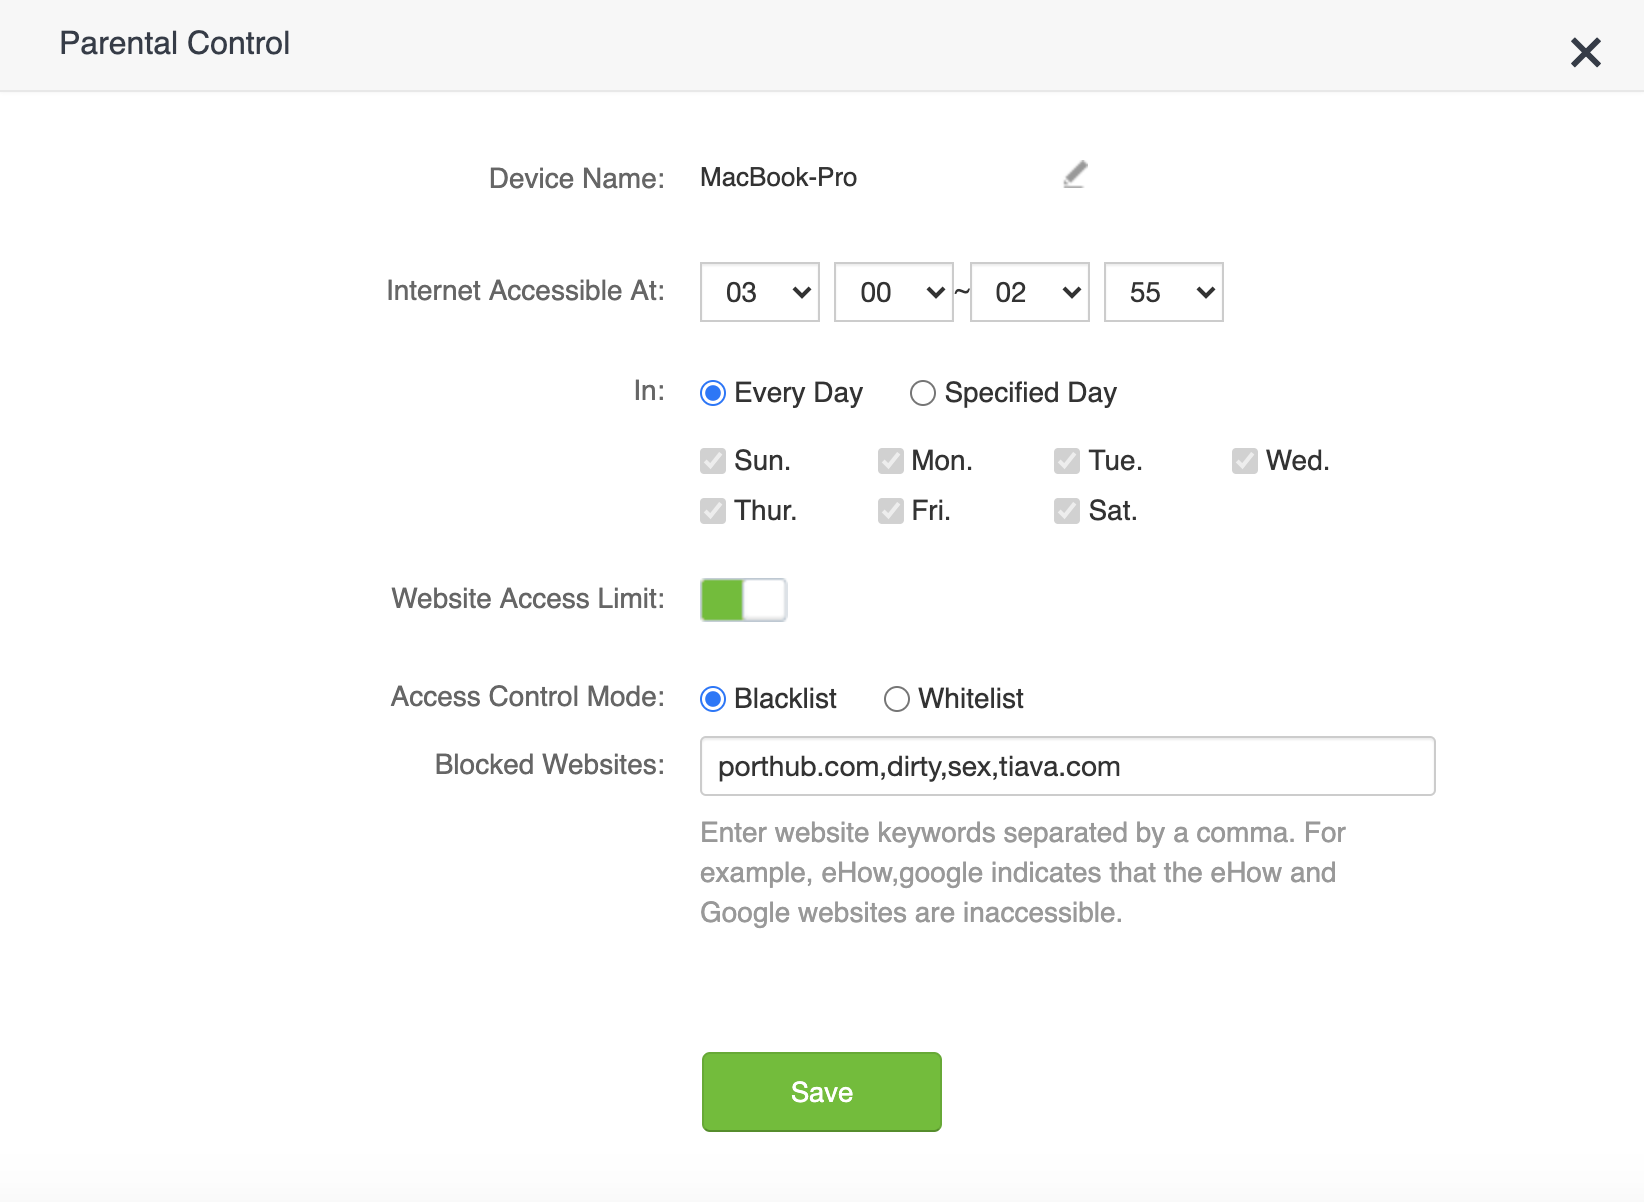 Parental Control
Device Name: MacBook-Pro
Internet Accessible At: 03 00 ~ 02 55
In: Every Day Specified Day
Sun. Mon. Tue. Wed.
Thur. Fri. Sat.
Website Access Limit:
Access Control Mode: Blacklist Whitelist
Blocked Websites: porthub.com,dirty,sex,tiava.com
Enter website keywords separated by a comma. For
example, eHow,google indicates that the eHow and
Google websites are inaccessible.
Save